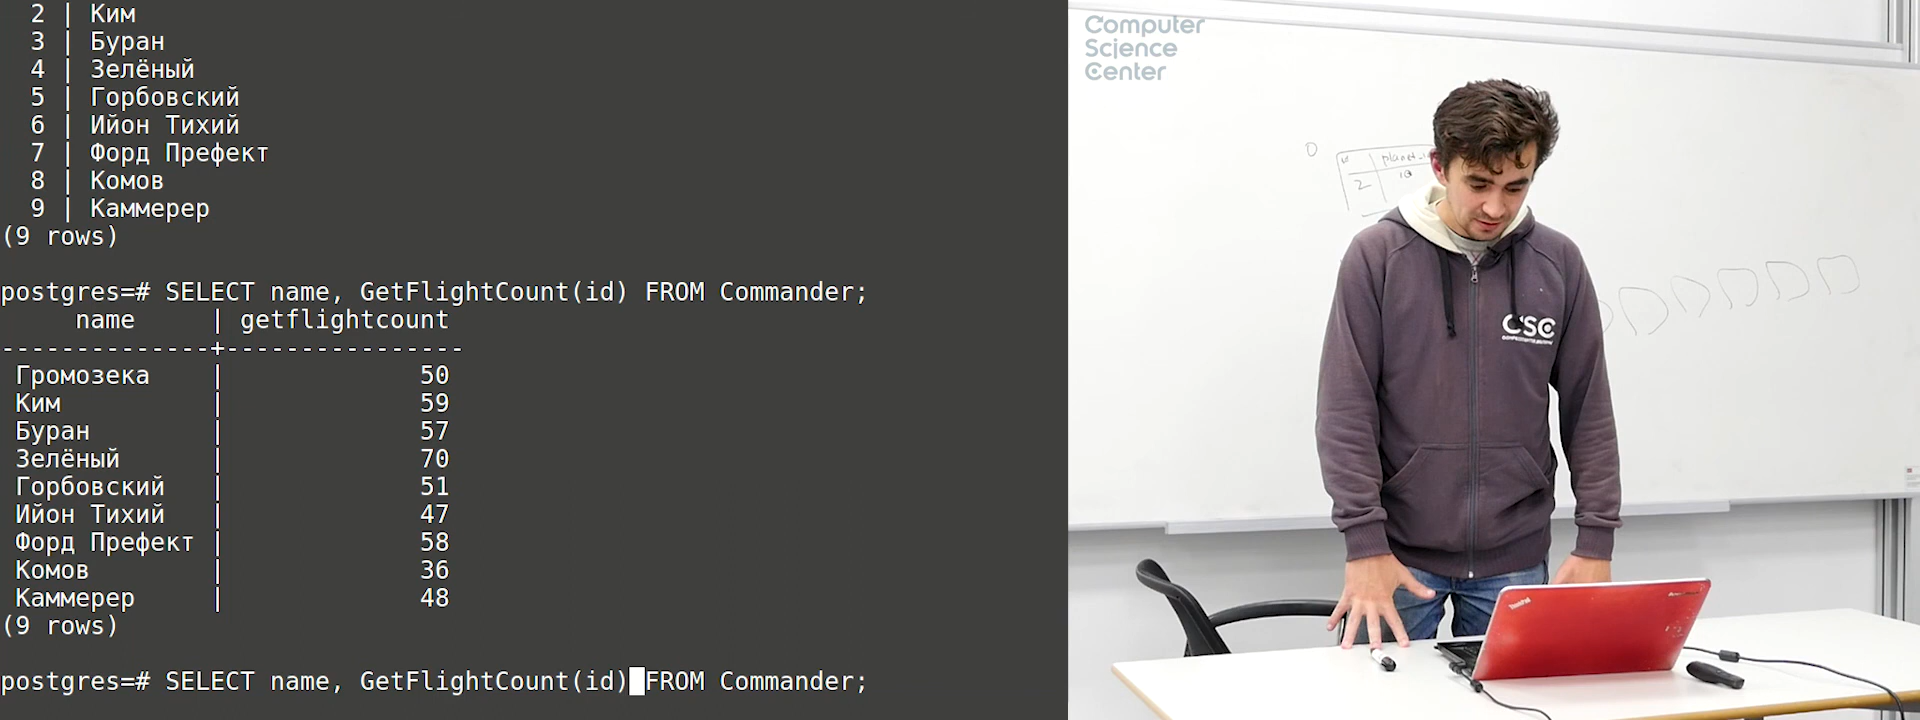 2 | Ким
3 | Буран
4 | Зелёный
5 | Горбовский
6 | Ийон Тихий
7 | Форд Префект
8 | Комов
9 | Каммерер
(9 rows)
postgres=# SELECT name, GetFlightCount(id) FROM Commander;
name | getflightcount
--------------+----------------
Громозека | 50
Ким | 59
Буран | 57
Зелёный | 70
Горбовский | 51
Ийон Тихий | 47
Форд Префект | 58
Комов | 36
Каммерер | 48
(9 rows)
postgres=# SELECT name, GetFlightCount(id) FROM Commander;
Computer
Science
Center
CSC
ThinkPad